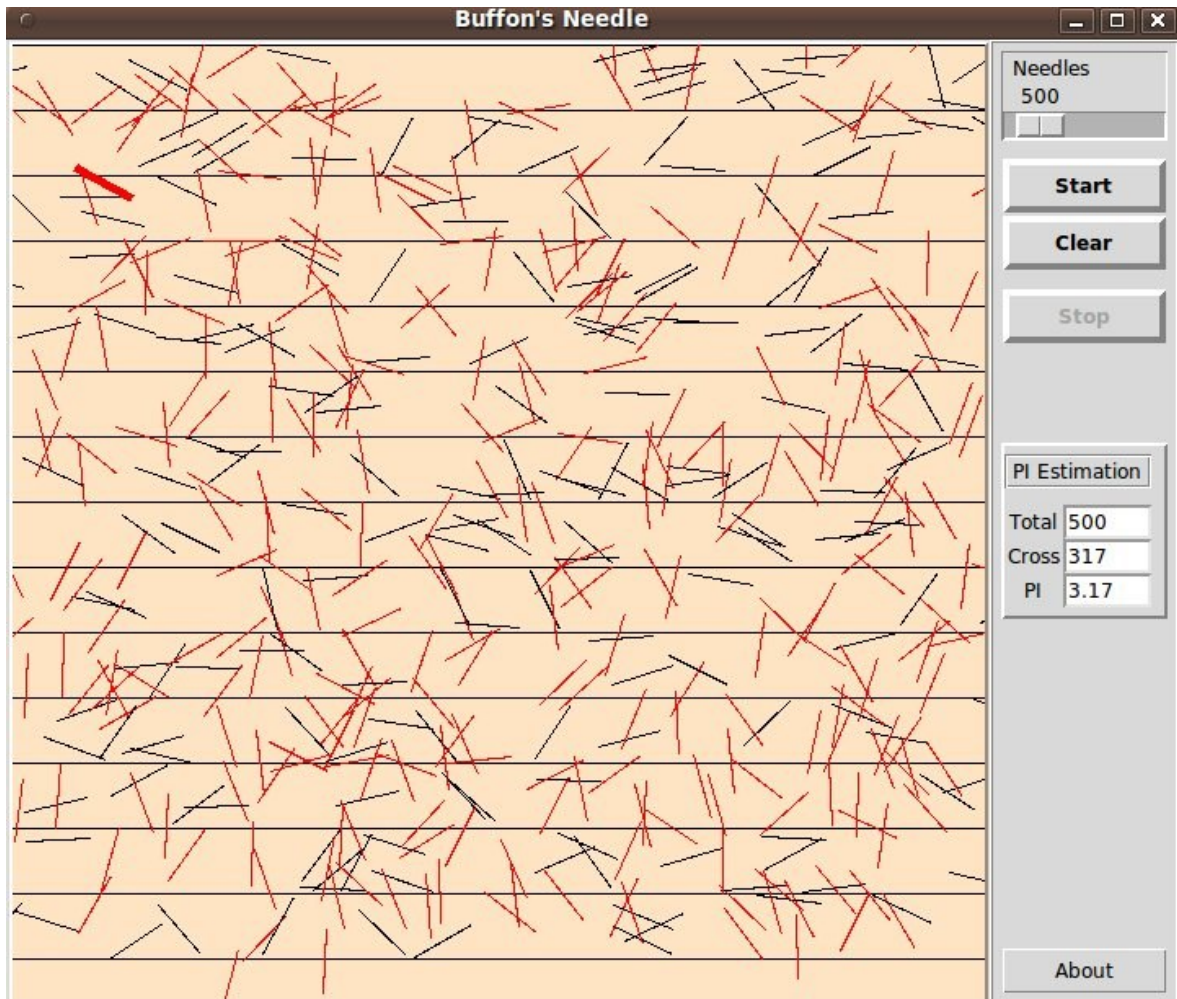 Buffon's Needle
Needles
500
Start
Clear
Stop
PI Estimation
Total 500
Cross 317
PI 3.17
About